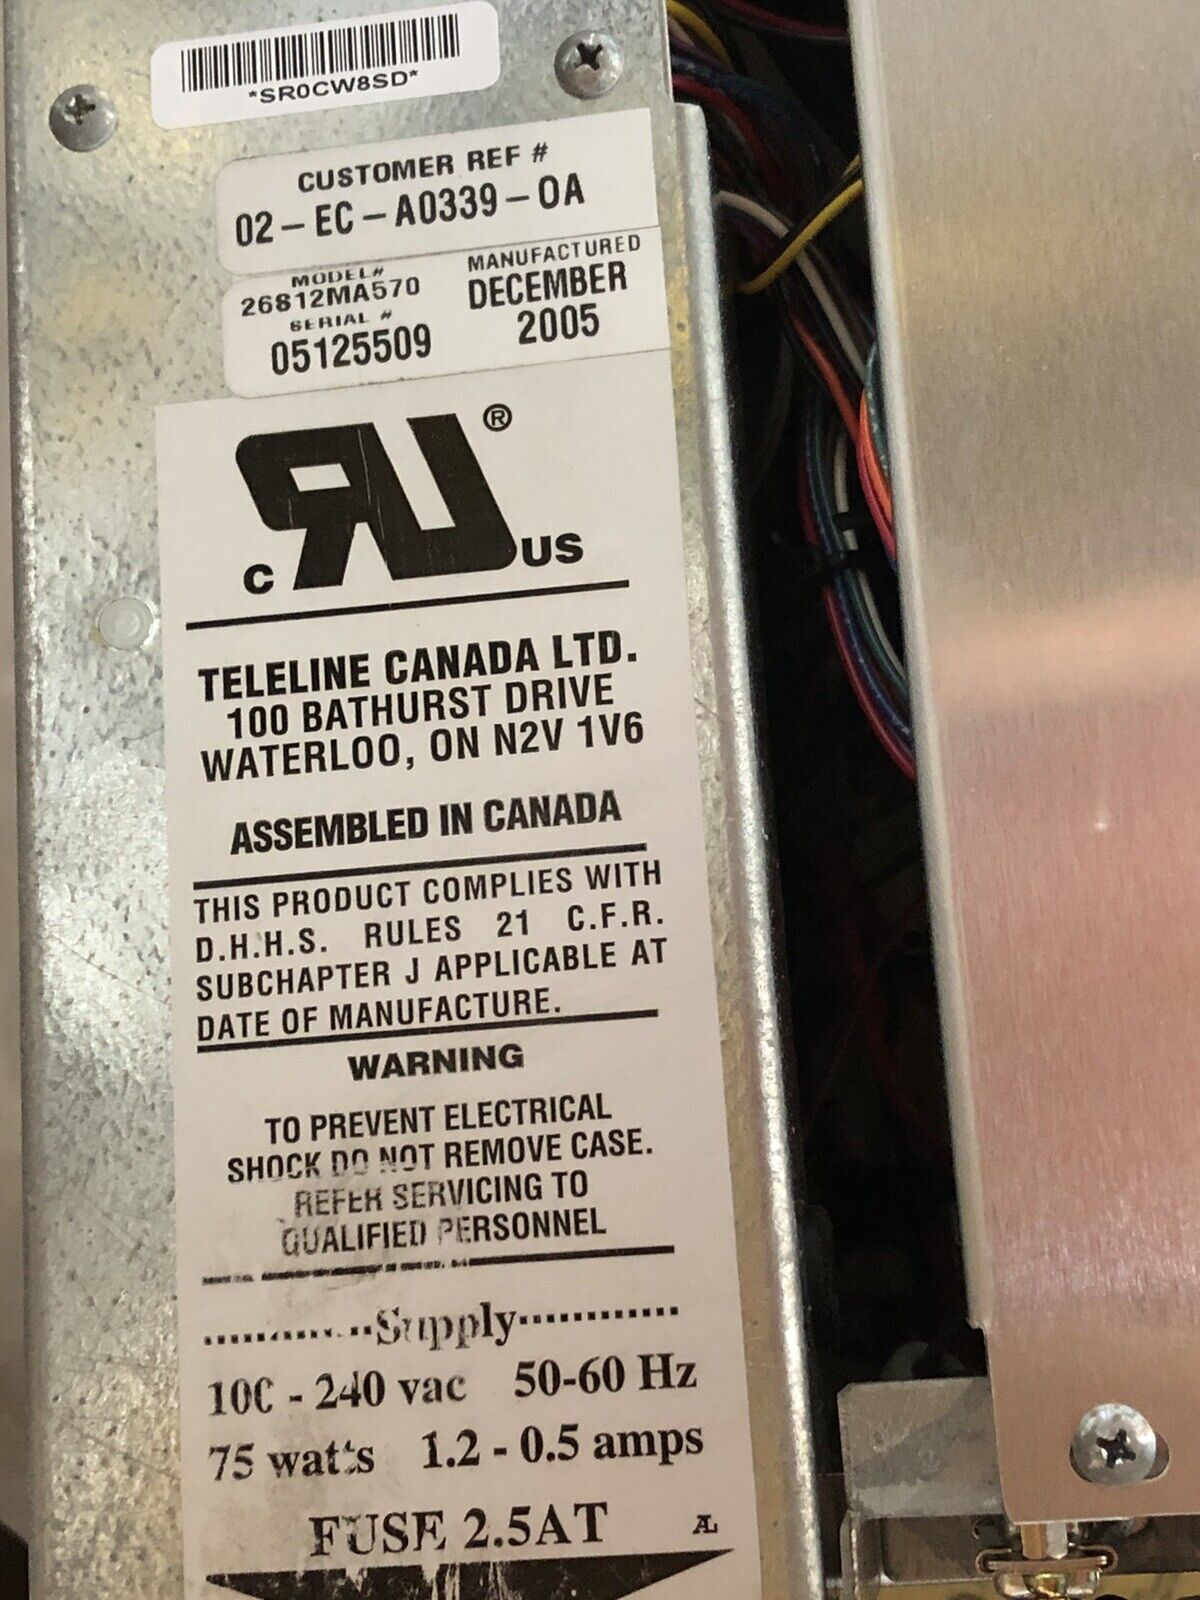 *SR0CW8SD*
CUSTOMER REF #
02-EC-A0339-0A
MODEL#
26812MA570
SERIAL #
05125509
MANUFACTURED
DECEMBER
2005
®
c RU US
TELELINE CANADA LTD.
100 BATHURST DRIVE
WATERLOO, ON N2V 1V6
ASSEMBLED IN CANADA
THIS PRODUCT COMPLIES WITH
D.H.H.S. RULES 21 C.F.R.
SUBCHAPTER J APPLICABLE AT
DATE OF MANUFACTURE.
WARNING
TO PREVENT ELECTRICAL
SHOCK DO NOT REMOVE CASE.
REFER SERVICING TO
QUALIFIED PERSONNEL
Supply
100 - 240 vac 50-60 Hz
75 watts 1.2 - 0.5 amps
FUSE 2.5AT